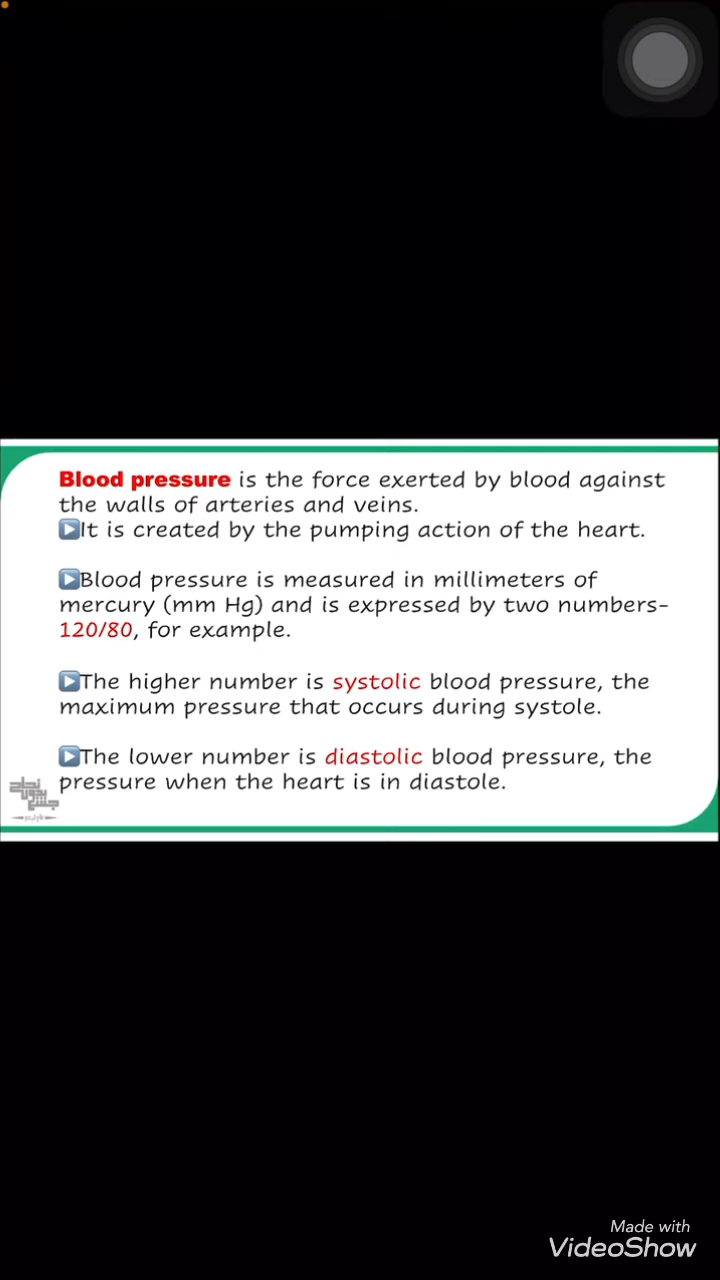 Blood pressure is the force exerted by blood against
the walls of arteries and veins.
▶It is created by the pumping action of the heart.
▶Blood pressure is measured in millimeters of
mercury (mm Hg) and is expressed by two numbers-
120/80, for example.
▶The higher number is systolic blood pressure, the
maximum pressure that occurs during systole.
▶The lower number is diastolic blood pressure, the
pressure when the heart is in diastole.
Made with
VideoShow